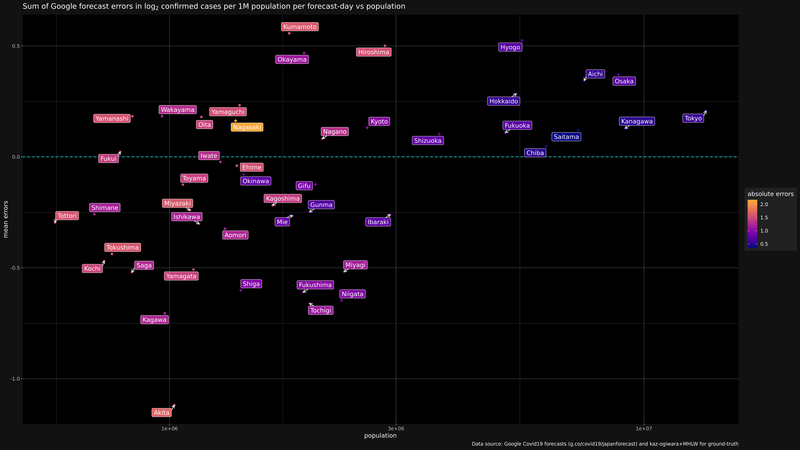 Sum of Google forecast errors in log₂ confirmed cases per 1M population per forecast-day vs population
Kumamoto
Hiroshima
Hyogo
0.5
Okayama
Aichi
Osaka
Hokkaido
Wakayama
Yamaguchi
Yamanashi
Oita
Nagasaki
Kyoto
Fukuoka
Kanagawa
Tokyo
Nagano
Shizuoka
Saitama
Chiba
0.0
Fukui
Iwate
Ehime
Toyama
Okinawa
Gifu
absolute errors
2.0
1.5
1.0
0.5
Shimane
Miyazaki
Kagoshima
Gunma
Tottori
Ishikawa
Mie
Ibaraki
Aomori
mean errors
Tokushima
Kochi
Saga
Miyagi
-0.5
Yamagata
Shiga
Fukushima
Niigata
Kagawa
Tochigi
-1.0
Akita
1e+06
3e+06
1e+07
population
Data source: Google Covid19 forecasts (g.co/covid19/japanforecast) and kaz-ogiwara+MHLW for ground-truth